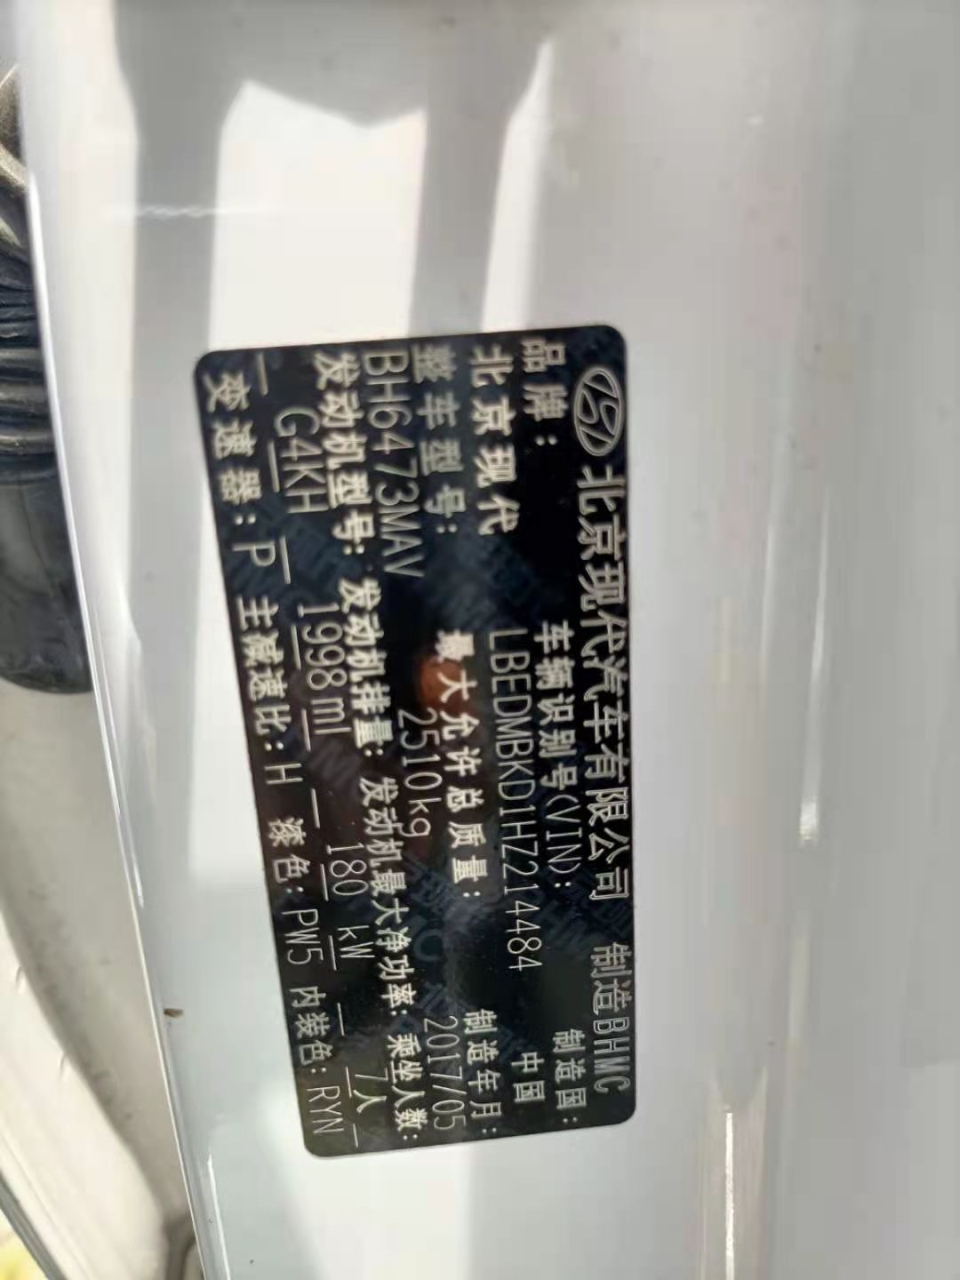 北京现代汽车有限公司 制造BHMC
品牌: 车辆识别号(VIN): 制造国:
北京现代 LBEDMBKD1HZ214484 中国
整车型号: 最大允许总质量: 制造年月:
BH6473MAV 2510kg 2017/05
发动机型号: 发动机排量: 发动机最大净功率: 乘坐人数:
G4KH 1998ml 180 kW 7人
变速器: P 主减速比: H 漆色: PW5 内装色: RYN